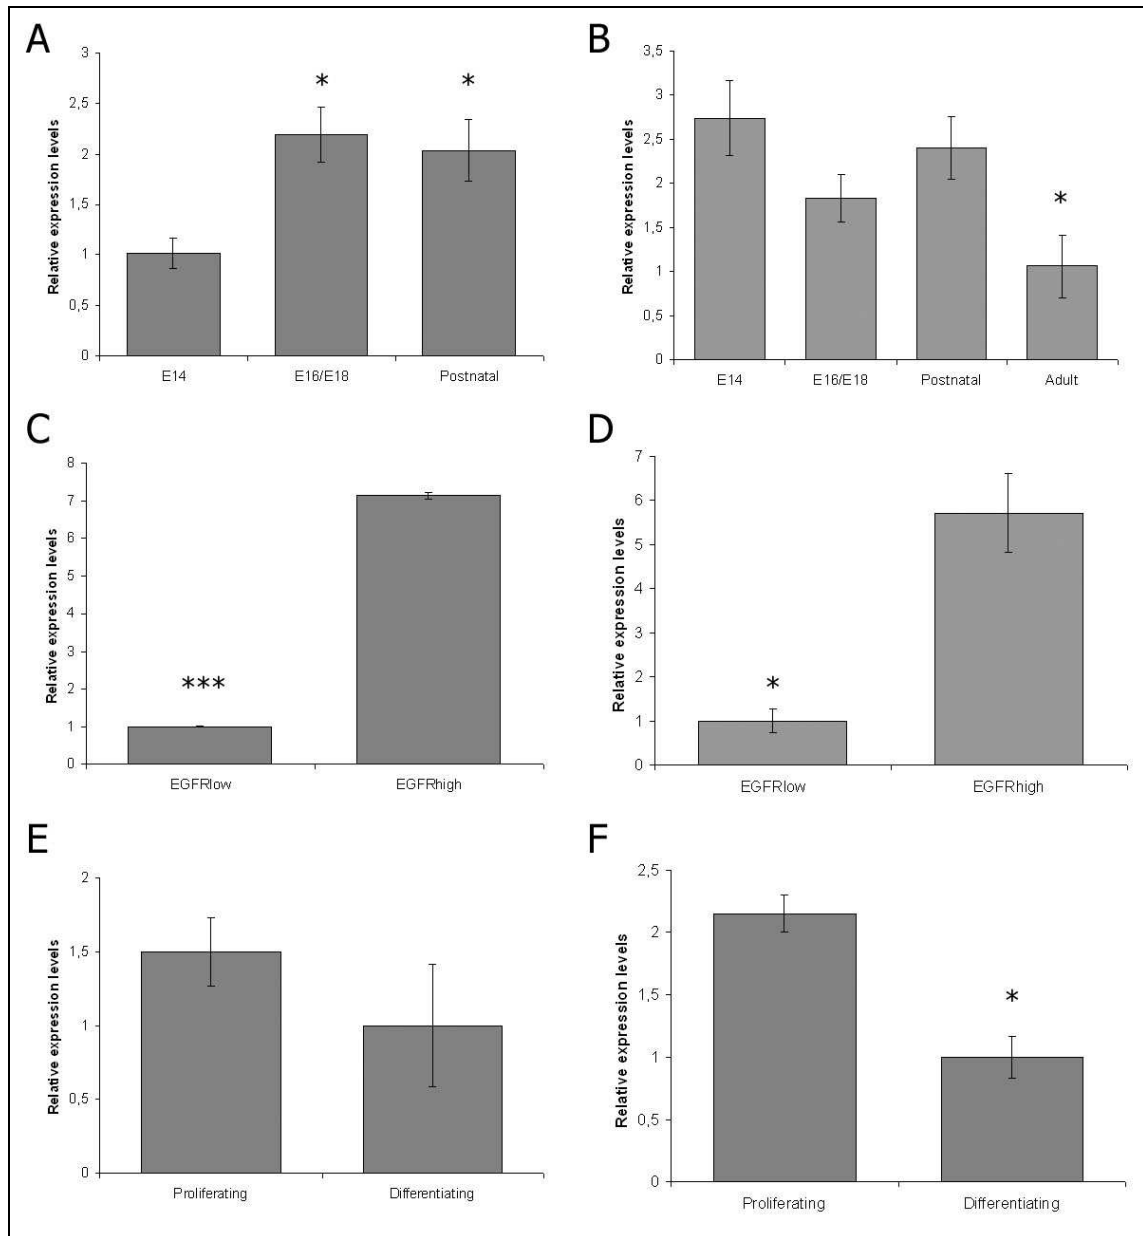 A
Relative expression levels
3
2,5
2
1,5
1
0,5
0
*
*
E14 E16/E18 Postnatal
B
Relative expression levels
3,5
3
2,5
2
1,5
1
0,5
0
*
E14 E16/E18 Postnatal Adult
C
Relative expression levels
8
7
6
5
4
3
2
1
0
***
EGFRlow EGFRhigh
D
Relative expression levels
7
6
5
4
3
2
1
0
*
EGFRlow EGFRhigh
E
Relative expression levels
2
1,5
1
0,5
0
Proliferating Differentiating
F
Relative expression levels
2,5
2
1,5
1
0,5
0
*
Proliferating Differentiating